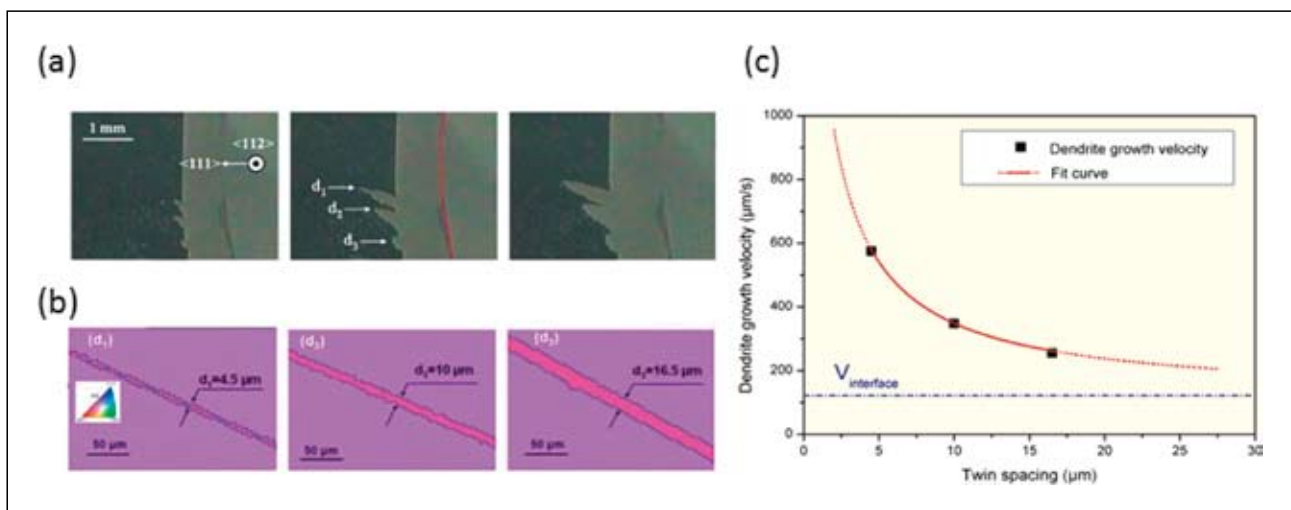 (a)
1 mm
<112>
<111>
d1
d2
d3
(b)
(d1)
d1=4.5 µm
50 µm
(d3)
d3=10 µm
50 µm
d3=16.5 µm
50 µm
(c)
Dendrite growth velocity (µm/s)
1000
800
600
400
200
0
Dendrite growth velocity
Fit curve
Vinterface
0 5 10 15 20 25 30
Twin spacing (µm)